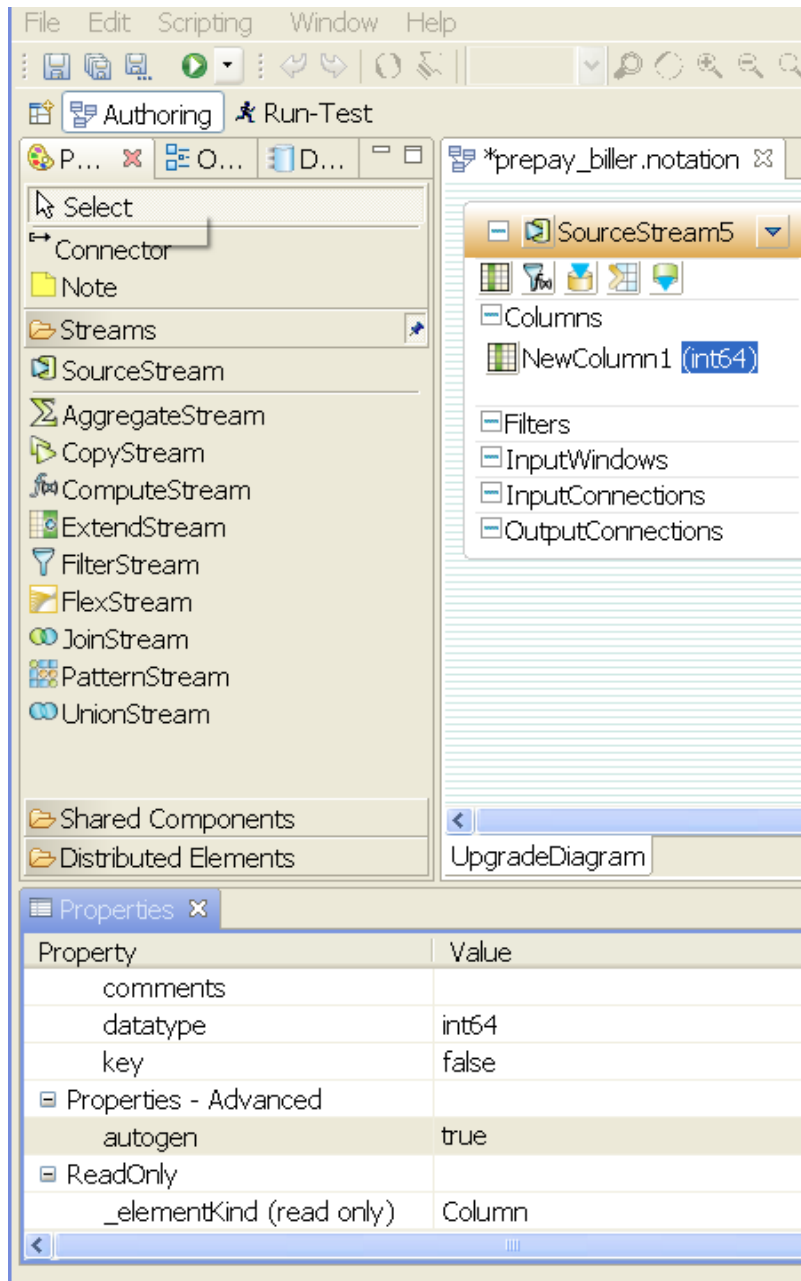 File Edit Scripting Window Help
Authoring Run-Test
P... O... D...
*prepay_biller.notation
Select
Connector
Note
Streams
SourceStream
AggregateStream
CopyStream
ComputeStream
ExtendStream
FilterStream
FlexStream
JoinStream
PatternStream
UnionStream
Shared Components
Distributed Elements
SourceStream5
Columns
NewColumn1 (int64)
Filters
InputWindows
InputConnections
OutputConnections
UpgradeDiagram
Properties
Property Value
comments
datatype int64
key false
Properties - Advanced
autogen true
ReadOnly
_elementKind (read only) Column